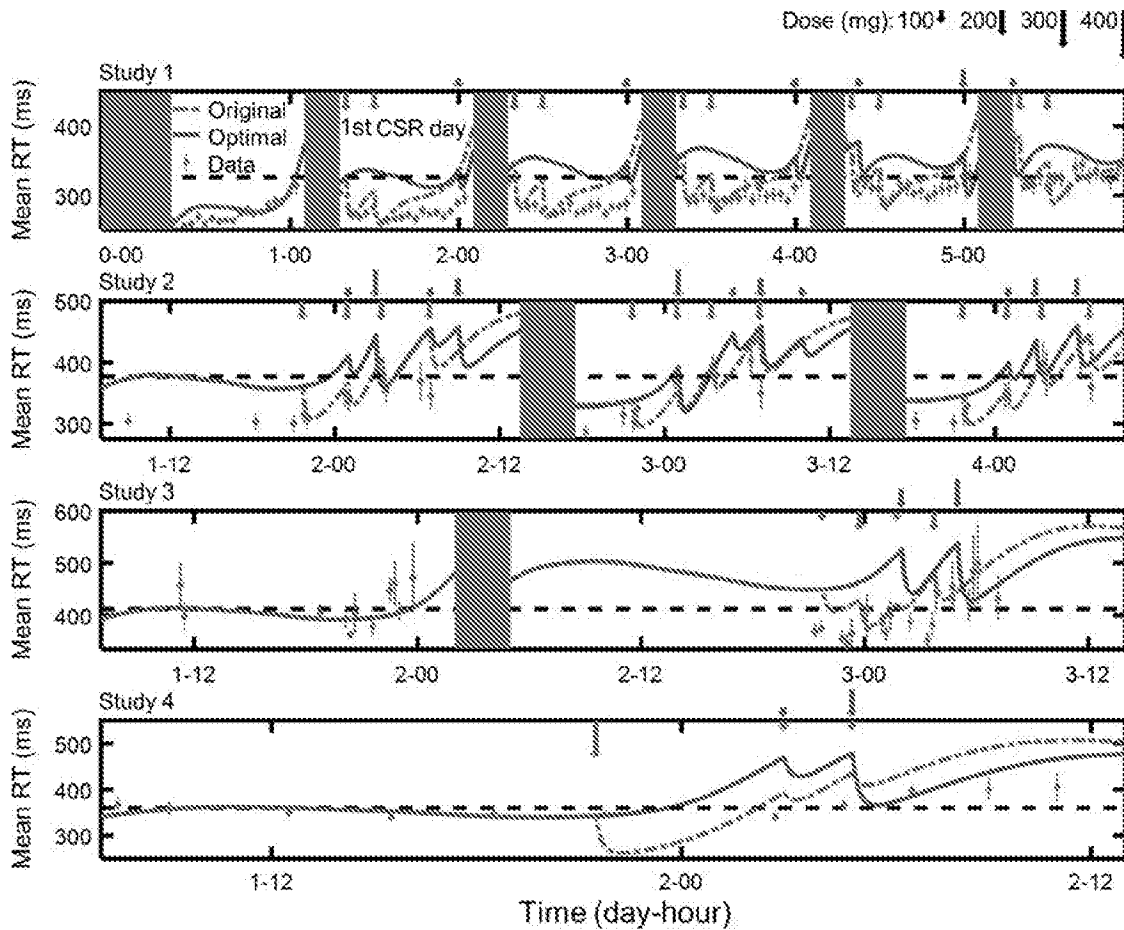 Dose (mg): 100 200 300 400
Study 1
Mean RT (ms)
400
300
Original
Optimal
Data
1st CSR day
0-00 1-00 2-00 3-00 4-00 5-00
Study 2
Mean RT (ms)
500
400
300
1-12 2-00 2-12 3-00 3-12 4-00
Study 3
Mean RT (ms)
600
500
400
1-12 2-00 2-12 3-00 3-12
Study 4
Mean RT (ms)
500
400
300
1-12 2-00 2-12
Time (day-hour)